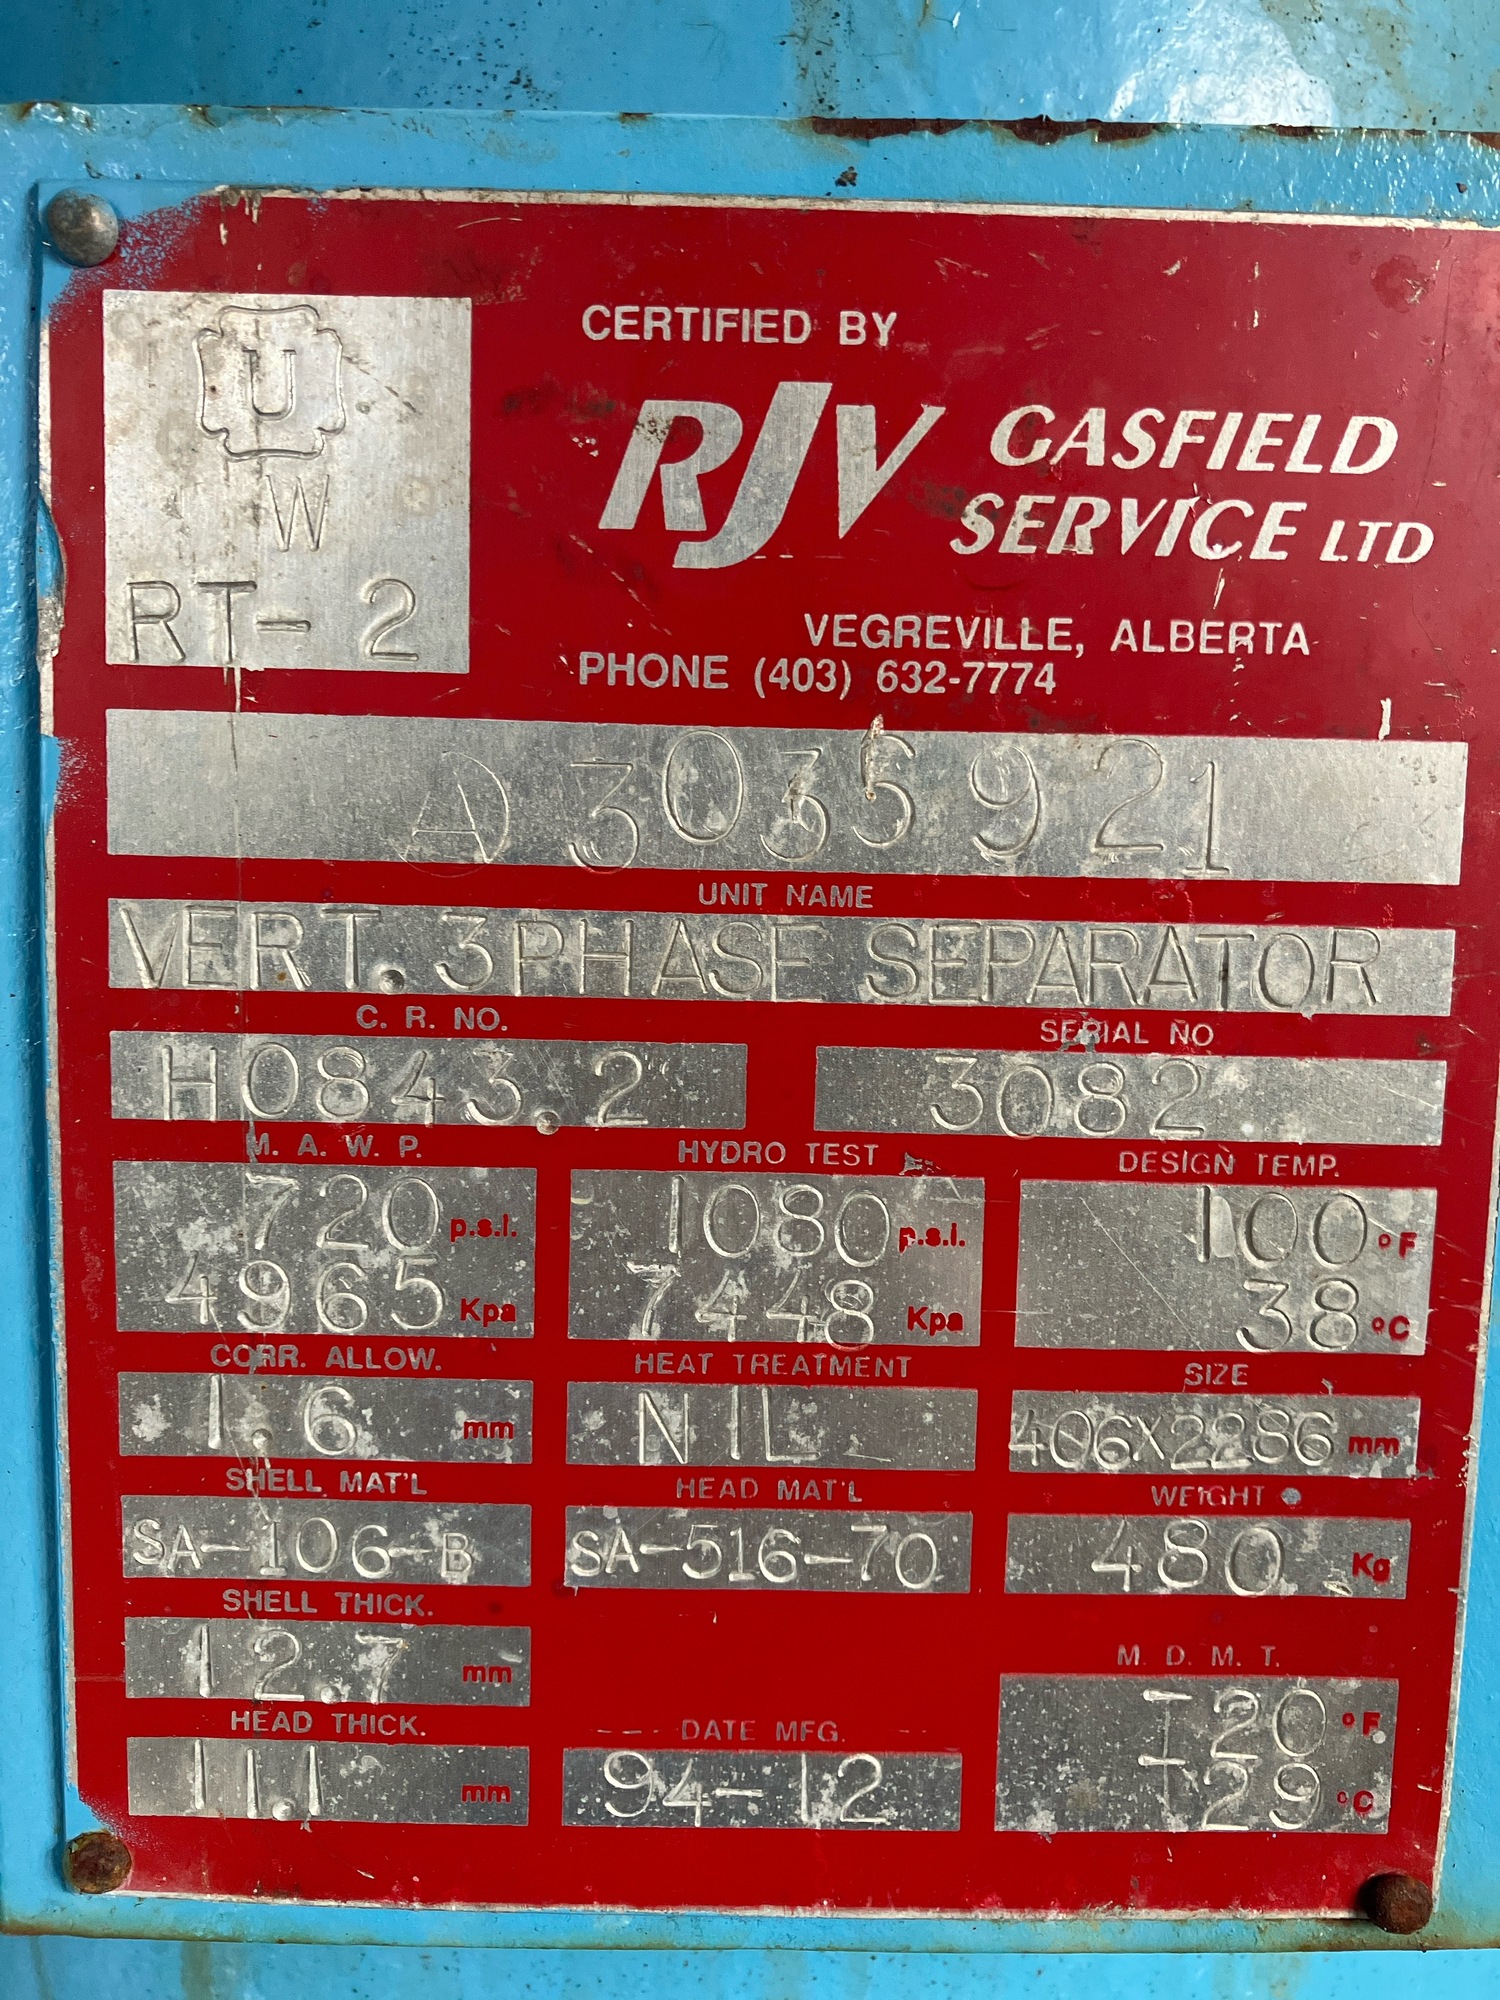 U
W
RT-2
CERTIFIED BY
RJV GASFIELD SERVICE LTD
VEGREVILLE, ALBERTA
PHONE (403) 632-7774
A3035921
UNIT NAME
VERT. 3 PHASE SEPARATOR
C. R. NO. SERIAL NO
H0843.2 3082
M. A. W. P. HYDRO TEST DESIGN TEMP.
720 p.s.i. 1080 p.s.i. 100 °F
4965 Kpa 7448 Kpa 38 °C
CORR. ALLOW. HEAT TREATMENT SIZE
1.6 mm NIL 406X2286 mm
SHELL MAT'L HEAD MAT'L WEIGHT
SA-106-B SA-516-70 480 Kg
SHELL THICK.
12.7 mm M. D. M. T.
HEAD THICK. DATE MFG. -20 °F
11.1 mm 94-12 -29 °C